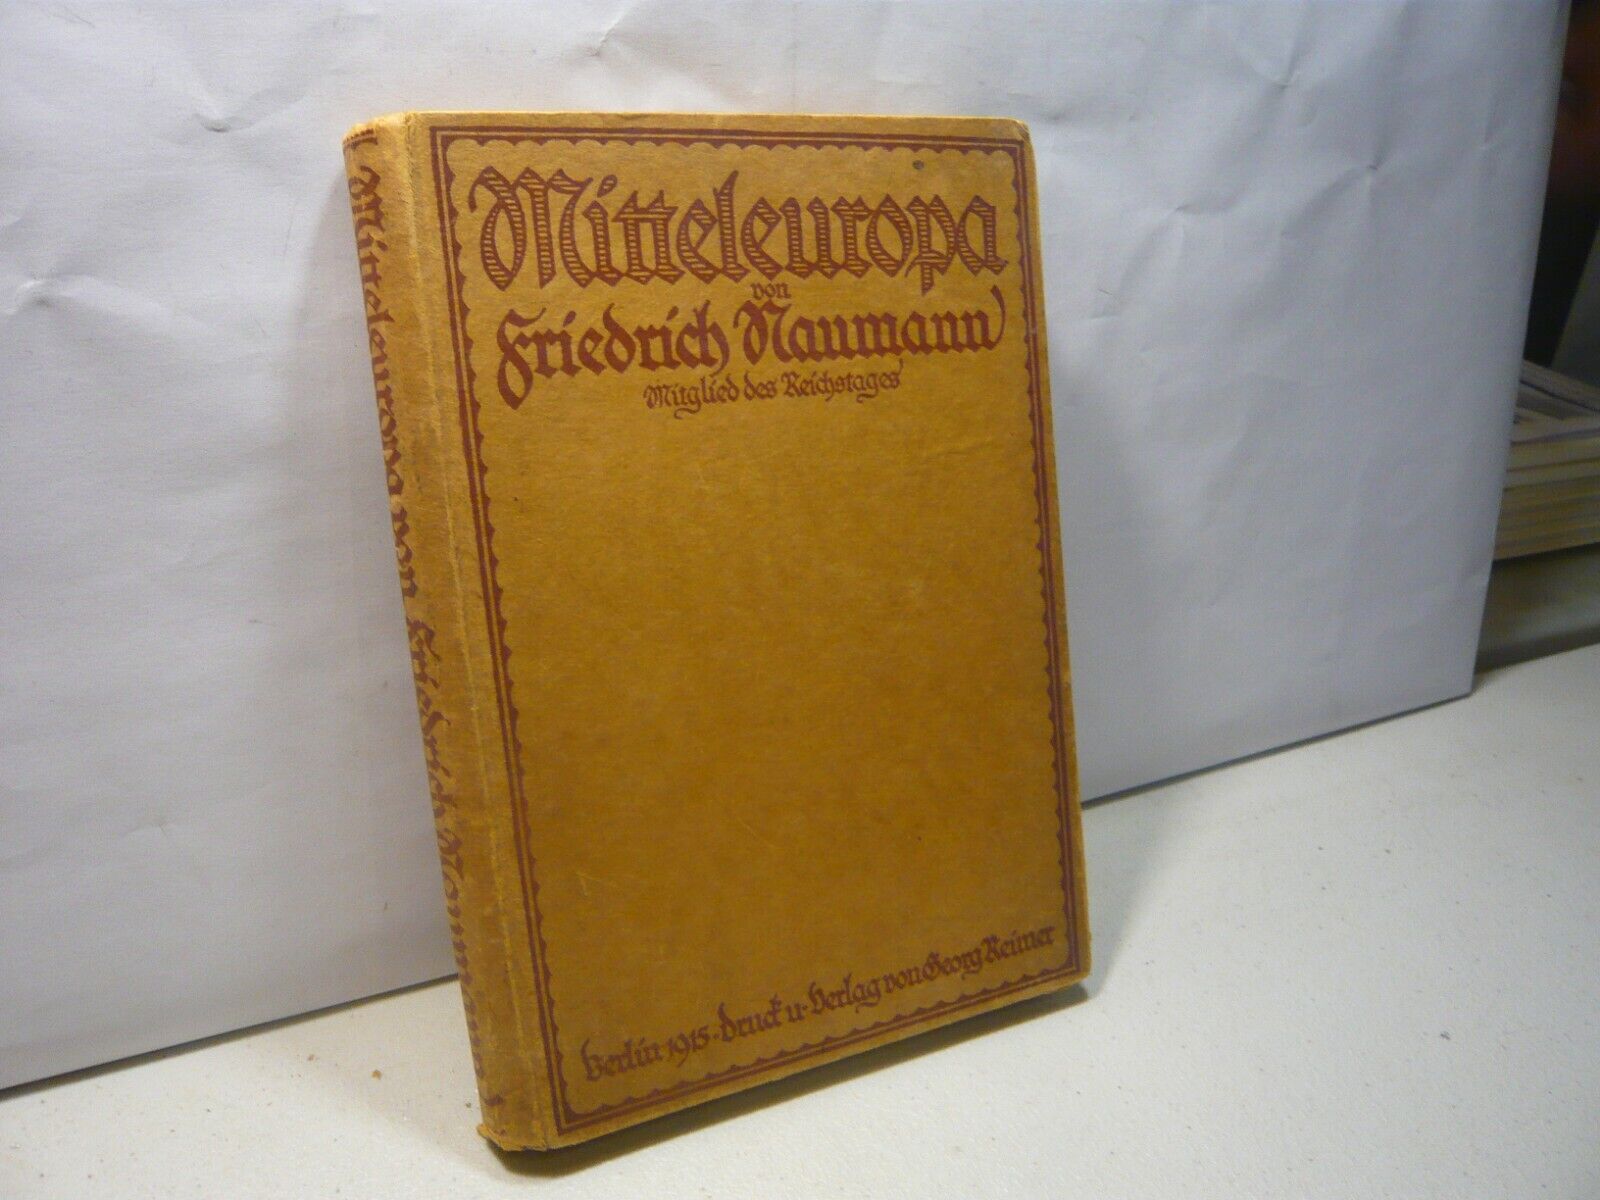 Mitteleuropa
von
Friedrich Naumann
Mitglied des Reichstages
Berlin 1915 · Druck u · Verlag von Georg Reimer
Mitteleuropa von Friedrich Naumann